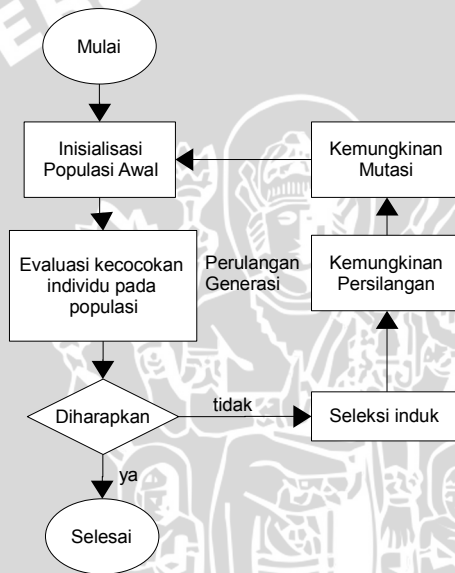 Mulai
Inisialisasi
Populasi Awal
Kemungkinan
Mutasi
Evaluasi kecocokan
individu pada
populasi
Perulangan
Generasi
Kemungkinan
Persilangan
Diharapkan
tidak
Seleksi induk
ya
Selesai